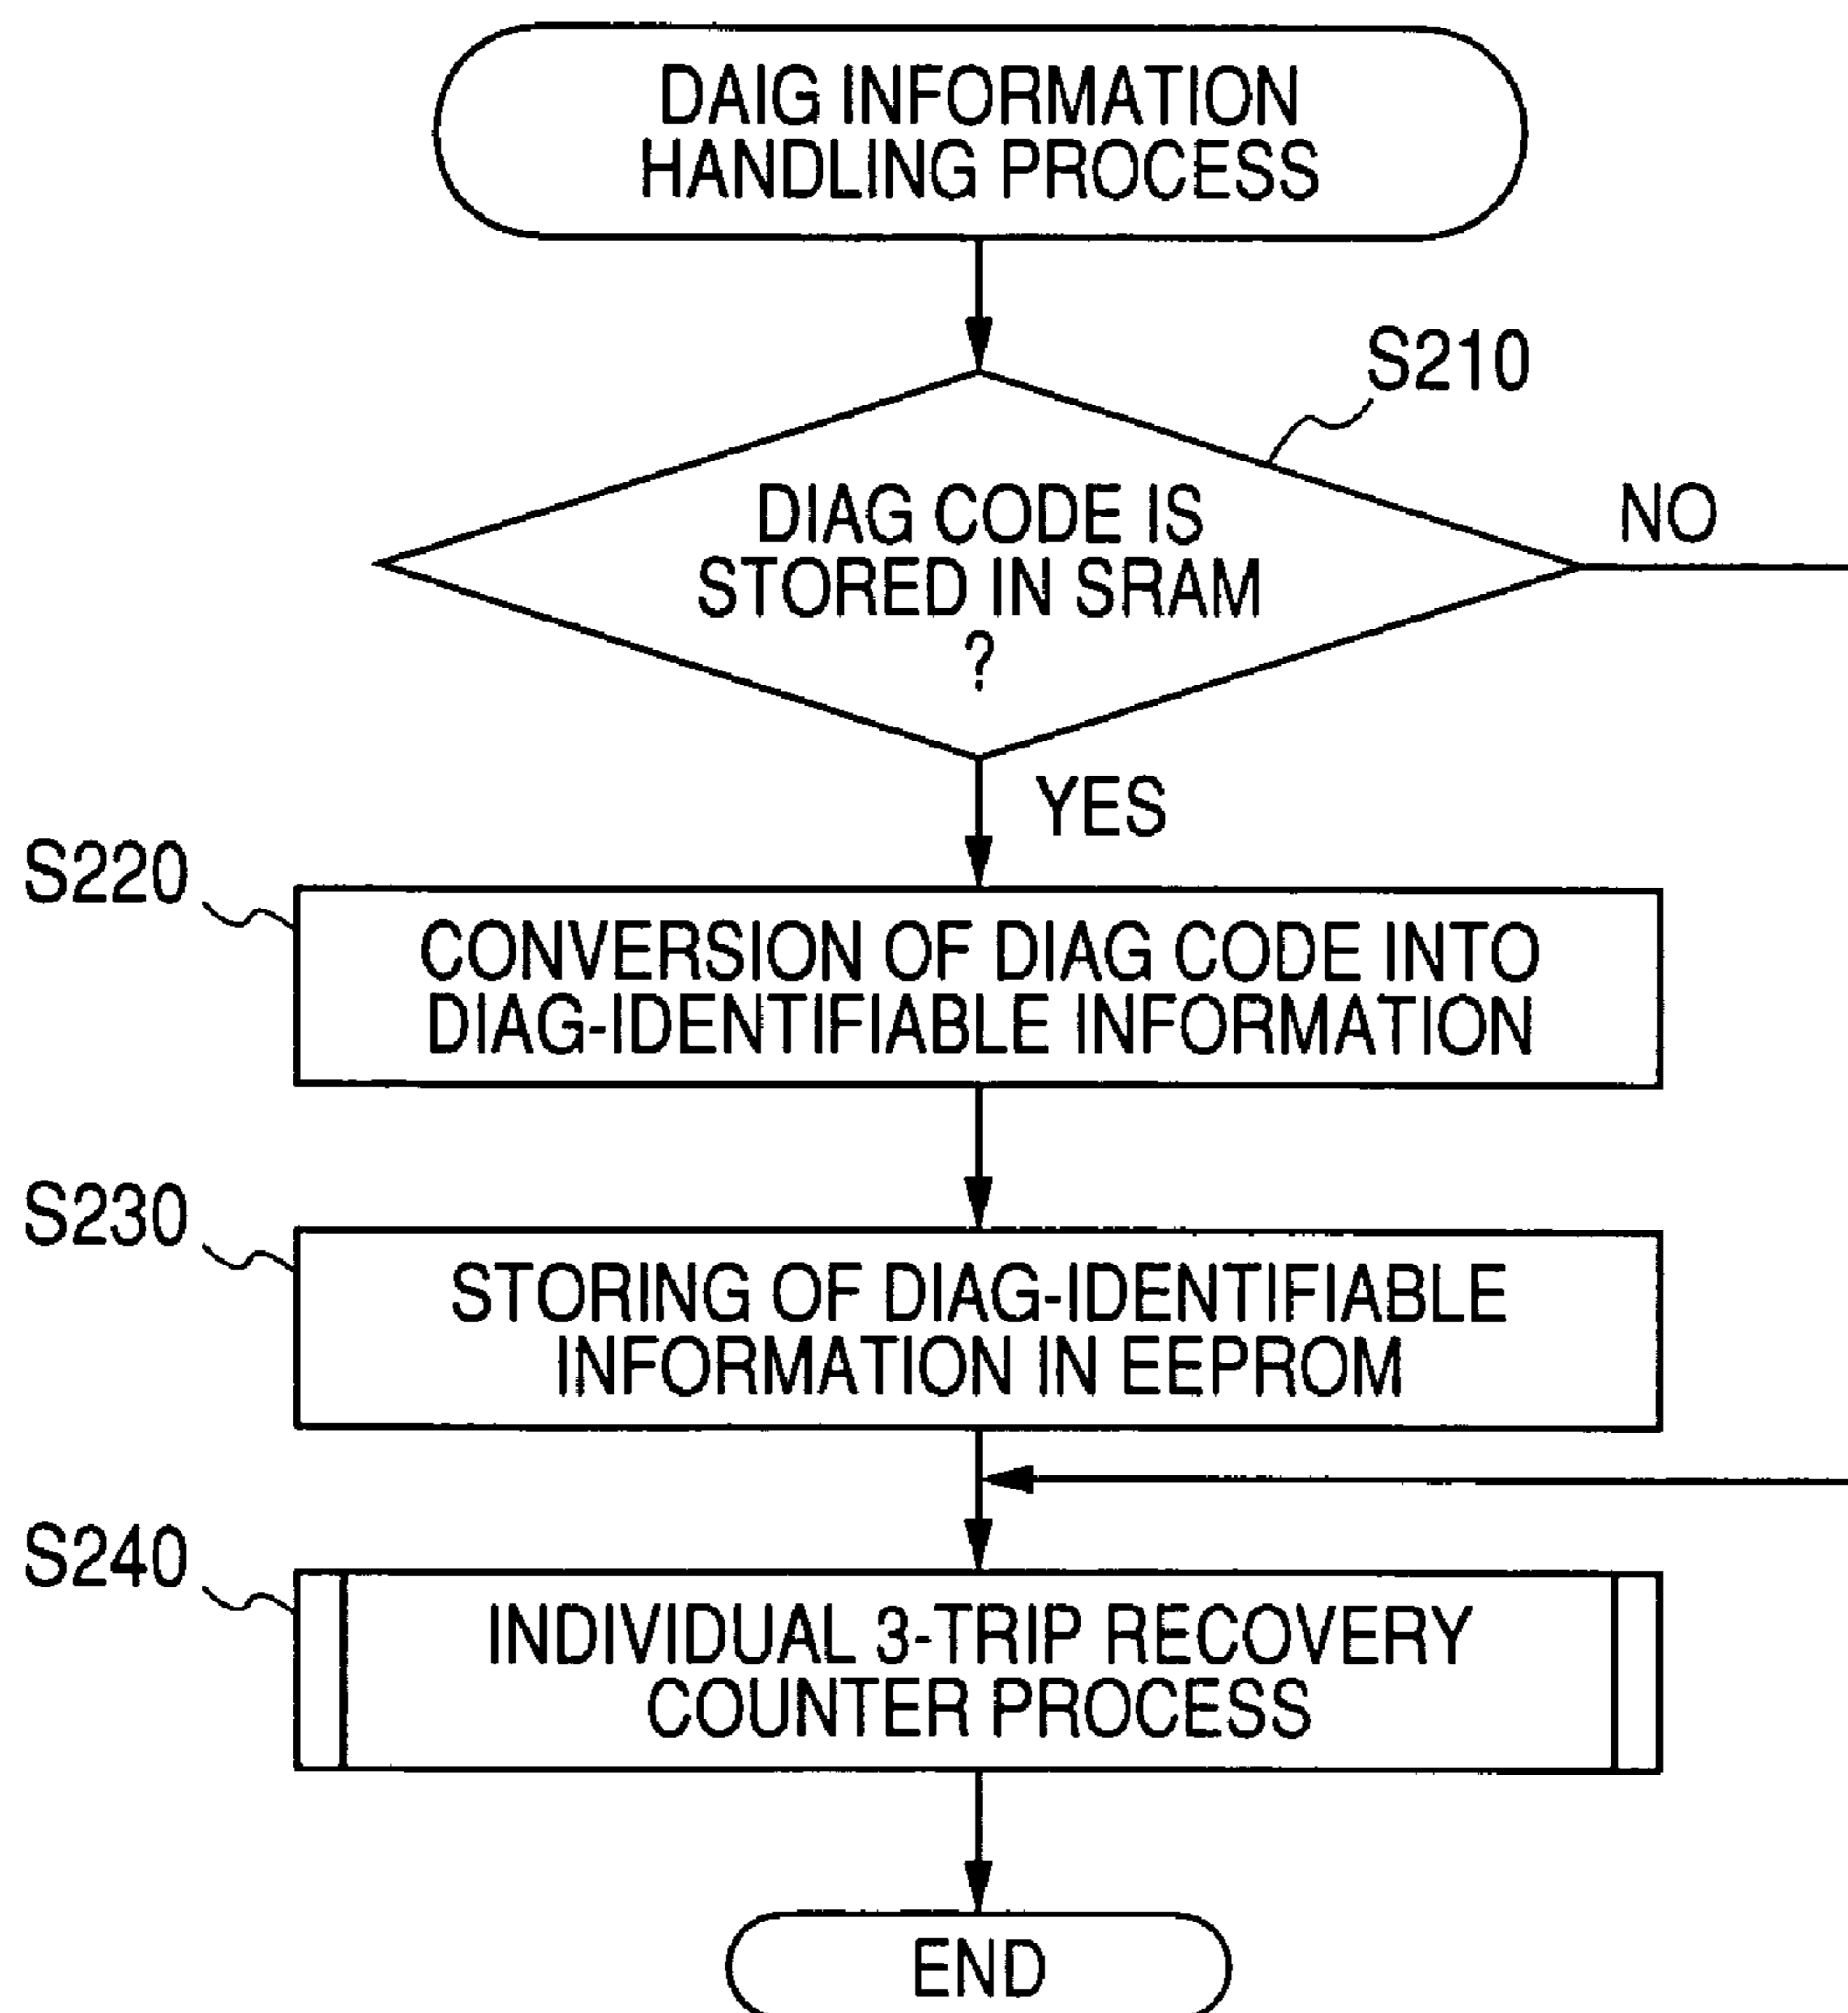 DAIG INFORMATION
HANDLING PROCESS
S210
DIAG CODE IS
STORED IN SRAM
?
NO
YES
S220
CONVERSION OF DIAG CODE INTO
DIAG-IDENTIFIABLE INFORMATION
S230
STORING OF DIAG-IDENTIFIABLE
INFORMATION IN EEPROM
S240
INDIVIDUAL 3-TRIP RECOVERY
COUNTER PROCESS
END